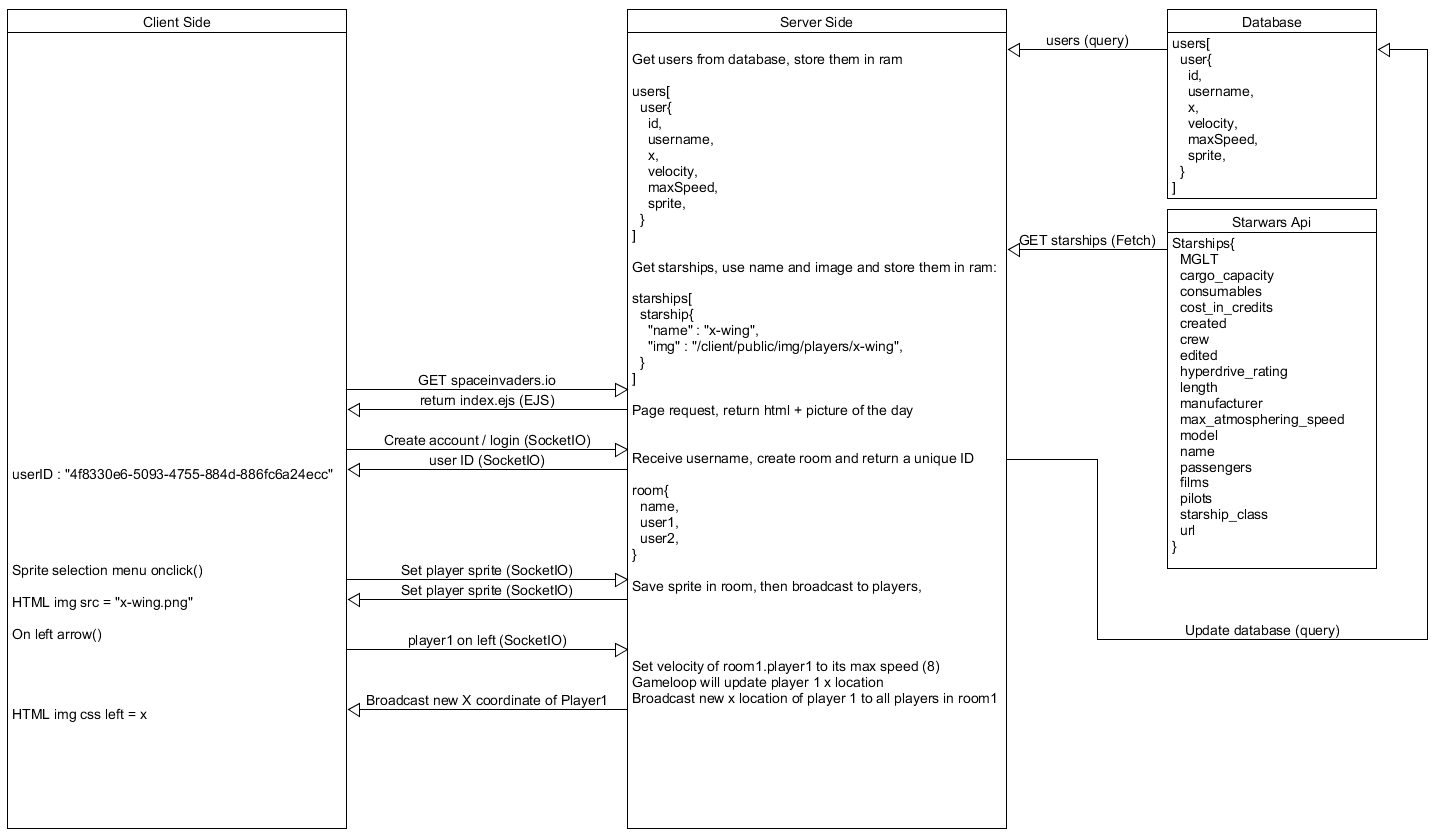 Client Side
userID : "4f8330e6-5093-4755-884d-886fc6a24ecc"
Sprite selection menu onclick()
HTML img src = "x-wing.png"
On left arrow()
HTML img css left = x
GET spaceinvaders.io
return index.ejs (EJS)
Create account / login (SocketIO)
user ID (SocketIO)
Set player sprite (SocketIO)
Set player sprite (SocketIO)
player1 on left (SocketIO)
Broadcast new X coordinate of Player1
Server Side
Get users from database, store them in ram
users[
user{
id,
username,
x,
velocity,
maxSpeed,
sprite,
}
]
Get starships, use name and image and store them in ram:
starships[
starship{
"name" : "x-wing",
"img" : "/client/public/img/players/x-wing",
}
]
Page request, return html + picture of the day
Receive username, create room and return a unique ID
room{
name,
user1,
user2,
}
Save sprite in room, then broadcast to players,
Set velocity of room1.player1 to its max speed (8)
Gameloop will update player 1 x location
Broadcast new x location of player 1 to all players in room1
users (query)
GET starships (Fetch)
Update database (query)
Database
users[
user{
id,
username,
x,
velocity,
maxSpeed,
sprite,
}
]
Starwars Api
Starships{
MGLT
cargo_capacity
consumables
cost_in_credits
created
crew
edited
hyperdrive_rating
length
manufacturer
max_atmosphering_speed
model
name
passengers
films
pilots
starship_class
url
}